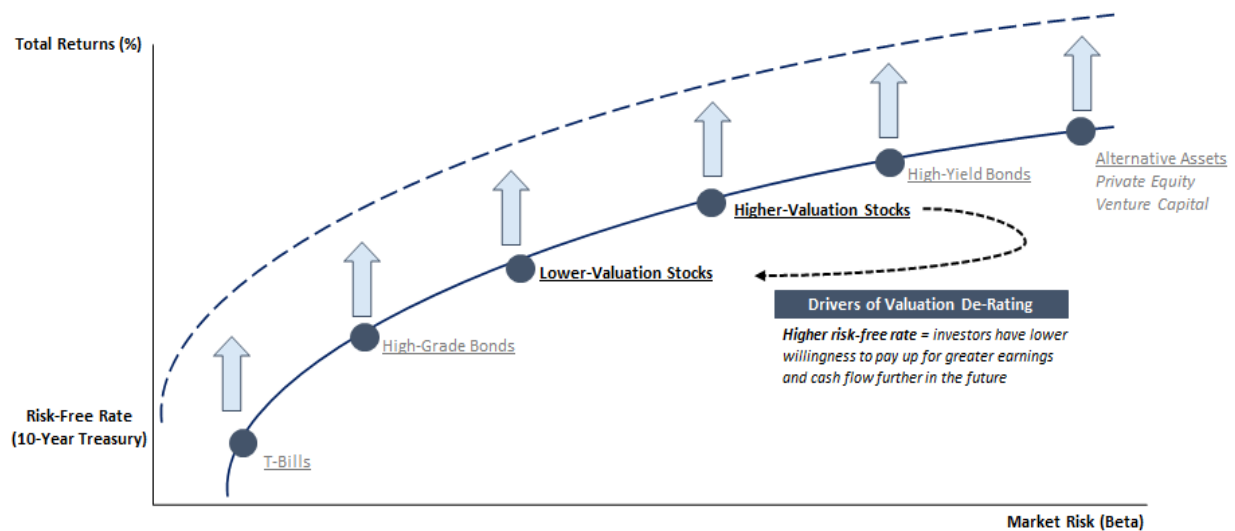 Total Returns (%)
Alternative Assets
Private Equity
Venture Capital
High-Yield Bonds
Higher-Valuation Stocks
Lower-Valuation Stocks
Drivers of Valuation De-Rating
Higher risk-free rate = investors have lower
willingness to pay up for greater earnings
and cash flow further in the future
High-Grade Bonds
Risk-Free Rate
(10-Year Treasury)
T-Bills
Market Risk (Beta)